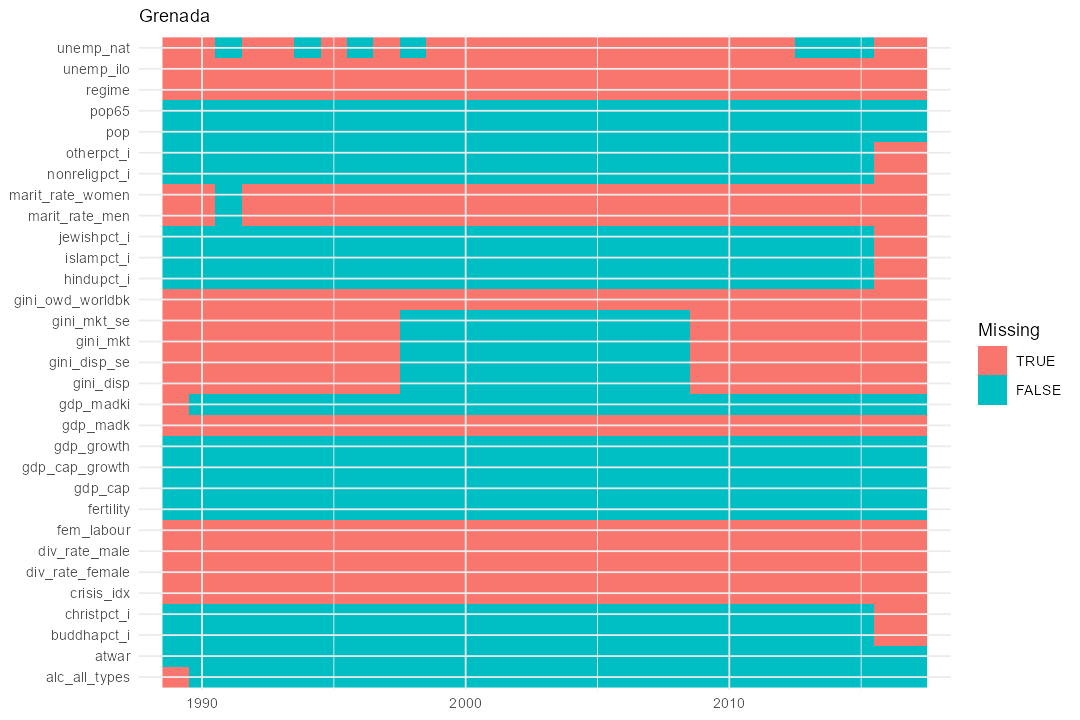 Grenada
unemp_nat
unemp_ilo
regime
pop65
pop
otherpct_i
nonreligpct_i
marit_rate_women
marit_rate_men
jewishpct_i
islampct_i
hindupct_i
gini_owd_worldbk
gini_mkt_se
gini_mkt
gini_disp_se
gini_disp
gdp_madki
gdp_madk
gdp_growth
gdp_cap_growth
gdp_cap
fertility
fem_labour
div_rate_male
div_rate_female
crisis_idx
christpct_i
buddhapct_i
atwar
alc_all_types
1990 2000 2010
Missing
TRUE
FALSE